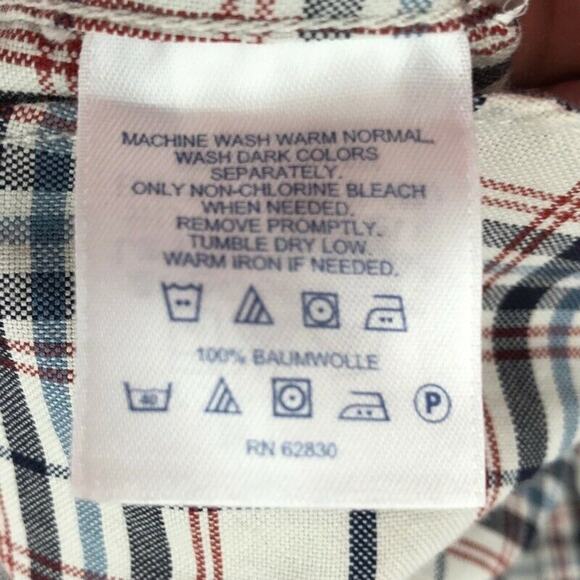 MACHINE WASH WARM NORMAL.
WASH DARK COLORS
SEPARATELY.
ONLY NON-CHLORINE BLEACH
WHEN NEEDED.
REMOVE PROMPTLY.
TUMBLE DRY LOW.
WARM IRON IF NEEDED.
100% BAUMWOLLE
40 P
RN 62830